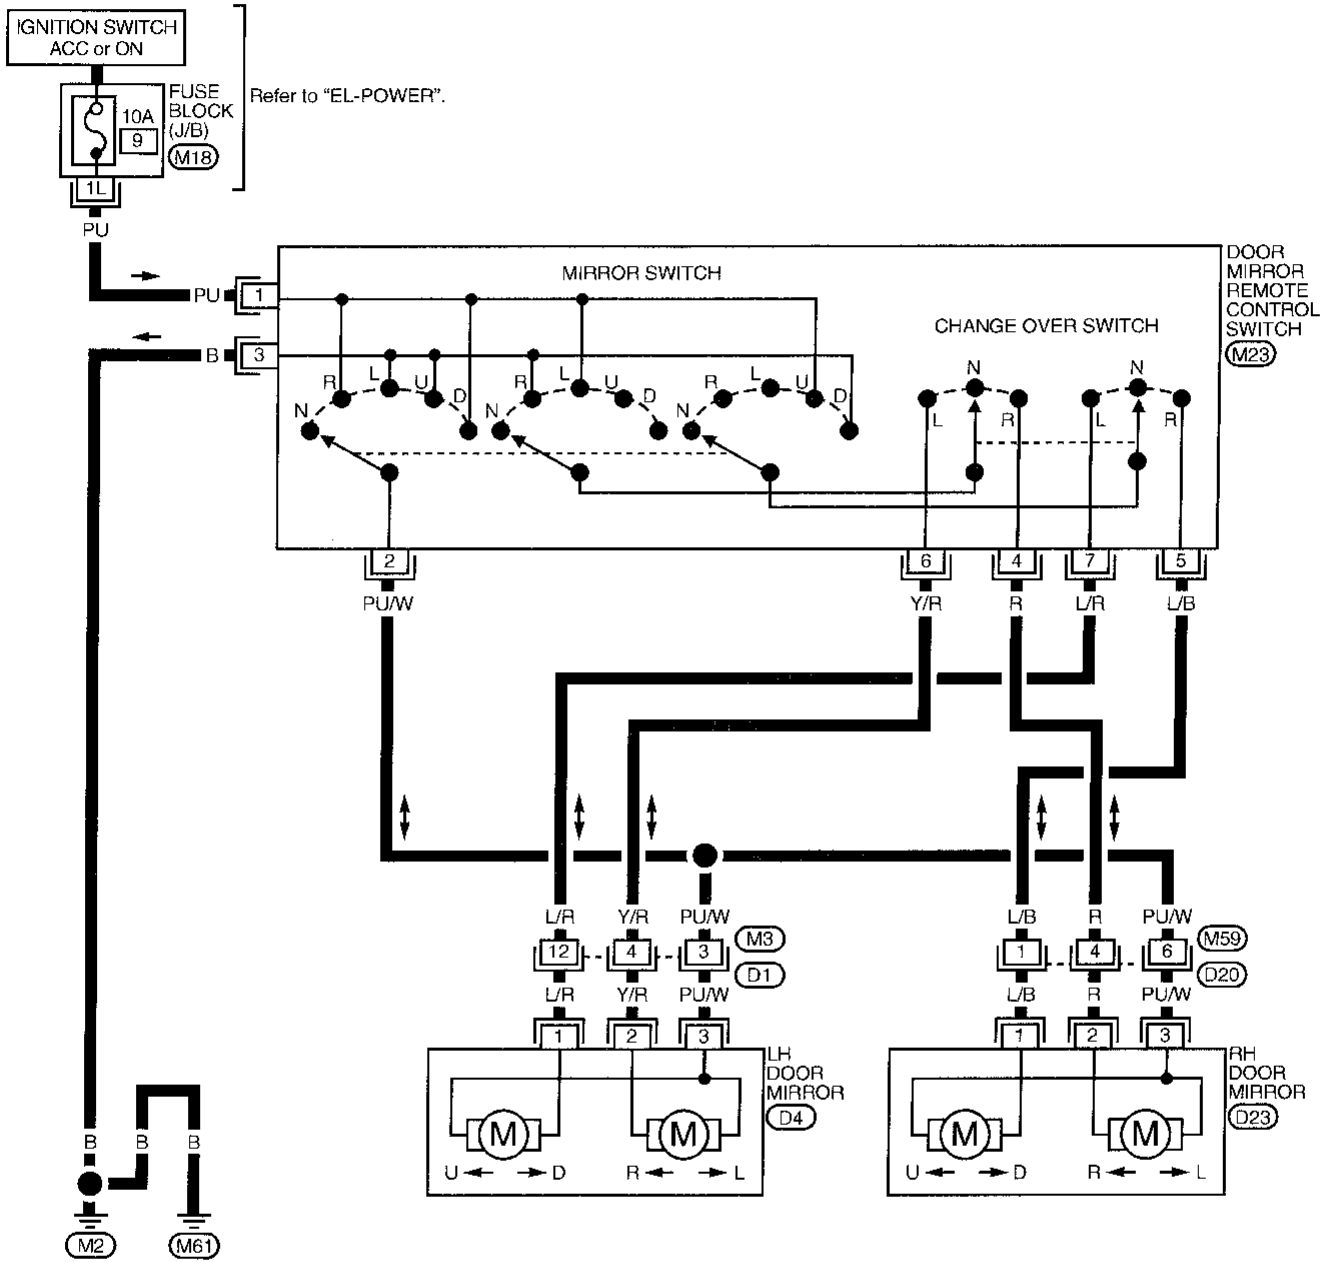 IGNITION SWITCH
ACC or ON
FUSE
BLOCK
(J/B)
M18
10A
9
Refer to “EL-POWER”.
1L
PU
PU
1
B
3
MIRROR SWITCH
CHANGE OVER SWITCH
DOOR
MIRROR
REMOTE
CONTROL
SWITCH
M23
N R L U D
N R L U D
N R L U D
L N R
L N R
2
6
4
7
5
PU/W
Y/R
R
L/R
L/B
L/R Y/R PU/W
12 4 3
M3
D1
L/R Y/R PU/W
1 2 3
L/B R PU/W
1 4 6
M59
D20
L/B R PU/W
1 2 3
LH
DOOR
MIRROR
D4
M M
U D R L
RH
DOOR
MIRROR
D23
M M
U D R L
B B B
M2 M61